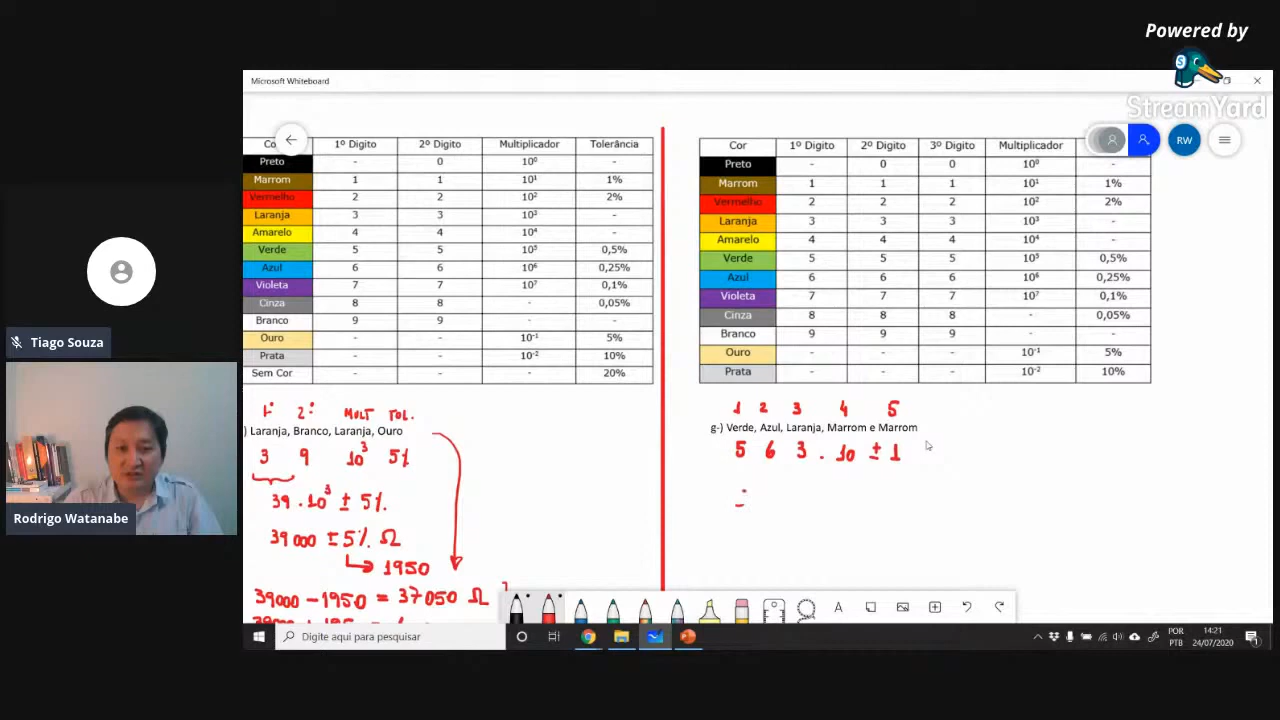 Powered by
StreamYard
Microsoft Whiteboard
RW
Tiago Souza
Rodrigo Watanabe
1º Digito 2º Digito Multiplicador Tolerância
Preto - 0 10⁰ -
Marrom 1 1 10¹ 1%
Vermelho 2 2 10² 2%
Laranja 3 3 10³ -
Amarelo 4 4 10⁴ -
Verde 5 5 10⁵ 0,5%
Azul 6 6 10⁶ 0,25%
Violeta 7 7 10⁷ 0,1%
Cinza 8 8 - 0,05%
Branco 9 9 - -
Ouro - - 10⁻¹ 5%
Prata - - 10⁻² 10%
Sem Cor - - - 20%
1º 2º MULT TOL.
) Laranja, Branco, Laranja, Ouro
3 9 10³ 5%
39 . 10³ ± 5%
39000 ± 5% Ω
1950
39000 - 1950 = 37050 Ω
Cor 1º Digito 2º Digito 3º Digito Multiplicador
Preto - 0 0 10⁰ -
Marrom 1 1 1 10¹ 1%
Vermelho 2 2 2 10² 2%
Laranja 3 3 3 10³ -
Amarelo 4 4 4 10⁴ -
Verde 5 5 5 10⁵ 0,5%
Azul 6 6 6 10⁶ 0,25%
Violeta 7 7 7 10⁷ 0,1%
Cinza 8 8 8 - 0,05%
Branco 9 9 9 - -
Ouro - - - 10⁻¹ 5%
Prata - - - 10⁻² 10%
1 2 3 4 5
g-) Verde, Azul, Laranja, Marrom e Marrom
5 6 3 . 10 ± 1
Digite aqui para pesquisar
POR
PTB
14:21
24/07/2020